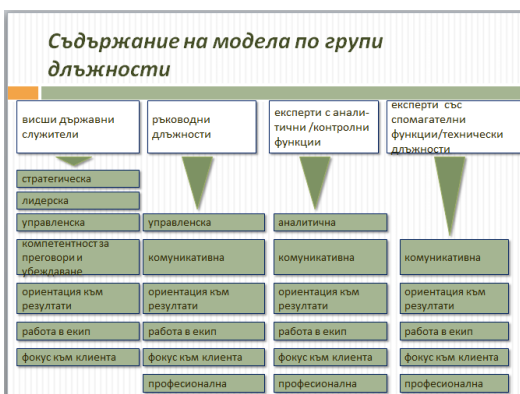 Съдържание на модела по групи
длъжности
висши държавни
служители
ръководни
длъжности
експерти с анали-
тични /контролни
функции
експерти със
спомагателни
функции/технически
длъжности
стратегическа
лидерска
управленска
компетентност за
преговори и
убеждаване
ориентация към
резултати
работа в екип
фокус към клиента
управленска
комуникативна
ориентация към
резултати
работа в екип
фокус към клиента
професионална
аналитична
комуникативна
ориентация към
резултати
работа в екип
фокус към клиента
професионална
комуникативна
ориентация към
резултати
работа в екип
фокус към клиента
професионална